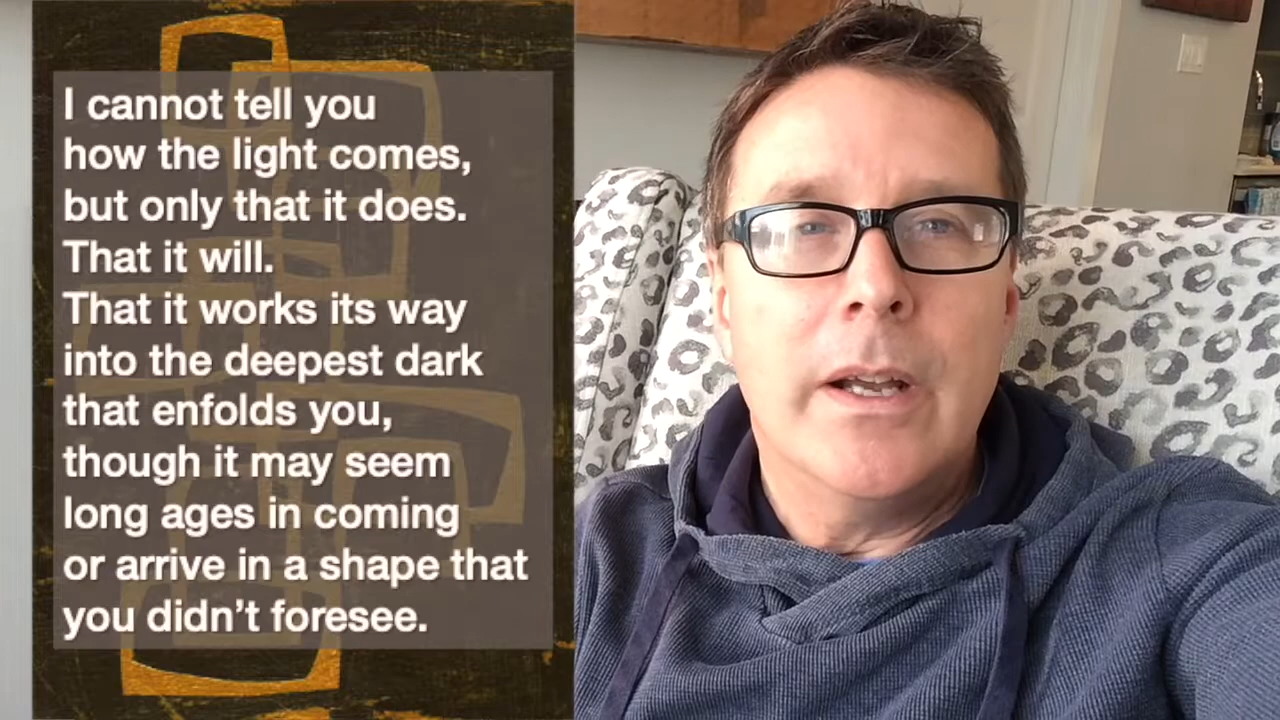 I cannot tell you
how the light comes,
but only that it does.
That it will.
That it works its way
into the deepest dark
that enfolds you,
though it may seem
long ages in coming
or arrive in a shape that
you didn’t foresee.